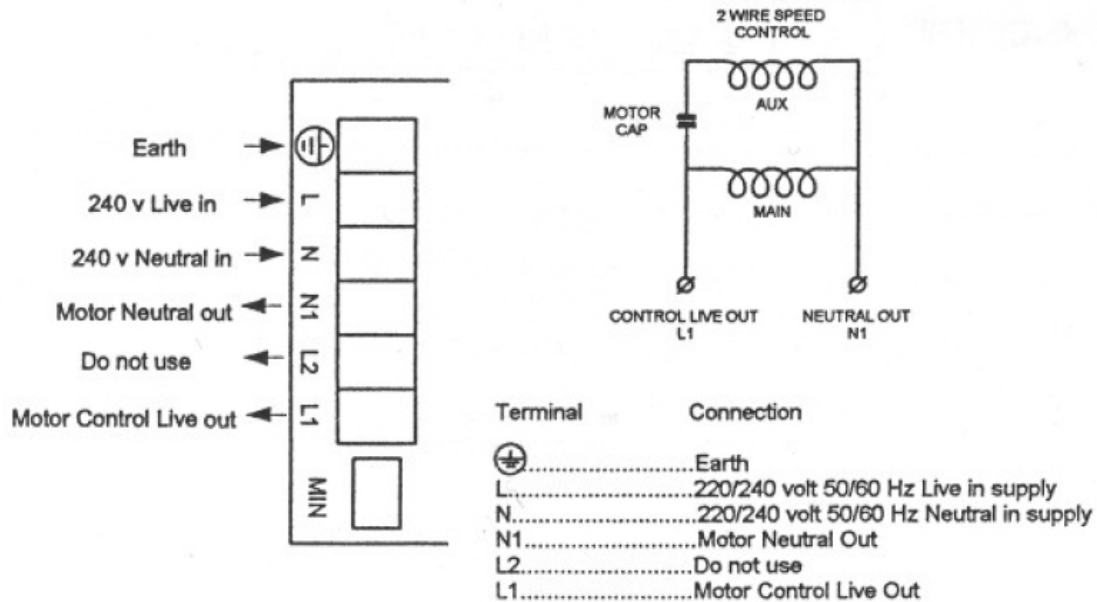 2 WIRE SPEED
CONTROL
AUX
MOTOR
CAP
MAIN
CONTROL LIVE OUT
L1
NEUTRAL OUT
N1
Earth
240 v Live in
L
240 v Neutral in
N
Motor Neutral out
N1
Do not use
L2
Motor Control Live out
L1
MIN
Terminal Connection
..........................Earth
L..........................220/240 volt 50/60 Hz Live in supply
N..........................220/240 volt 50/60 Hz Neutral in supply
N1........................Motor Neutral Out
L2........................Do not use
L1........................Motor Control Live Out